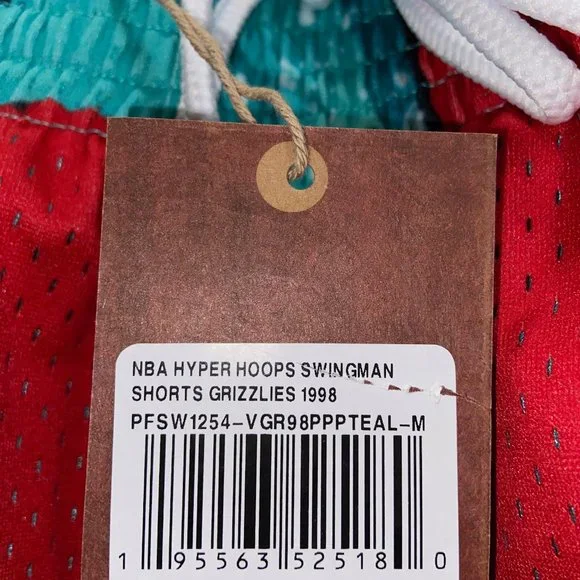 NBA HYPER HOOPS SWINGMAN
SHORTS GRIZZLIES 1998
PFSW1254-VGR98PPPTEAL-M
1 95563 52518 0